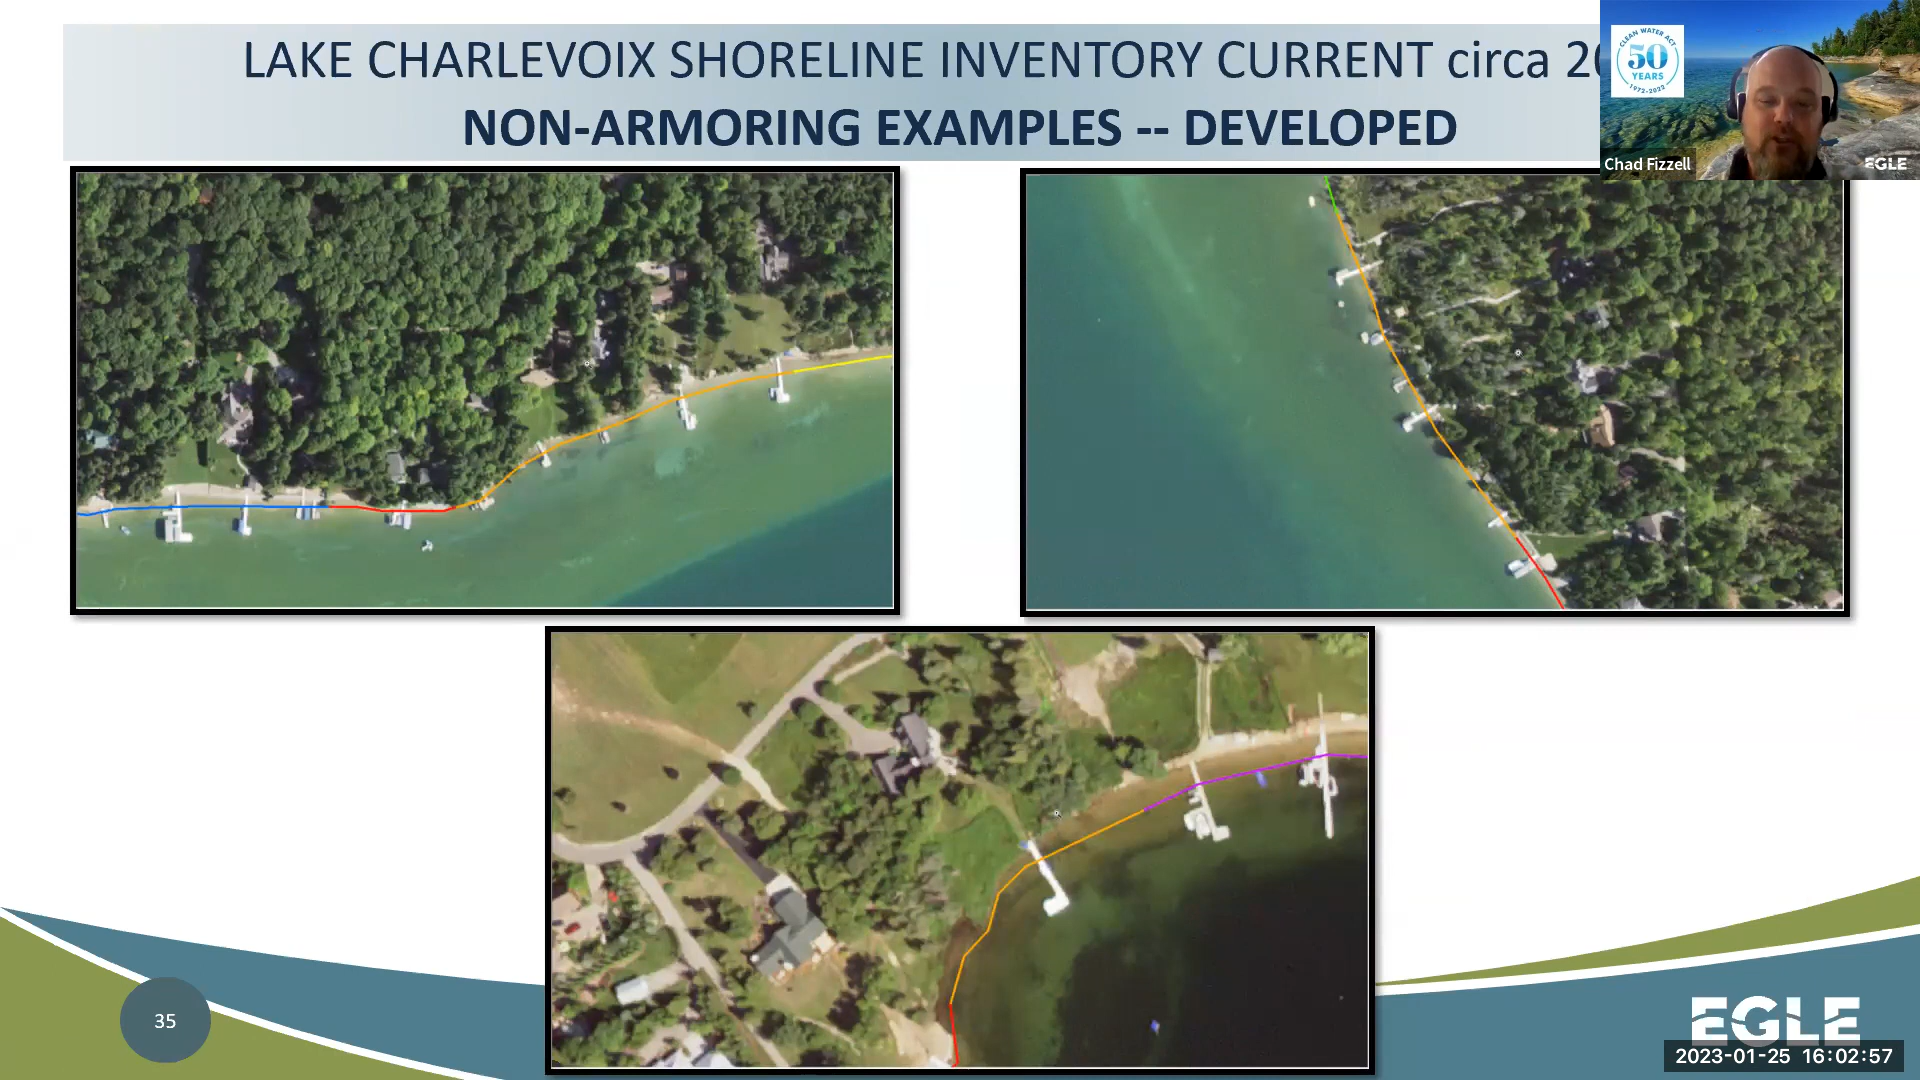 LAKE CHARLEVOIX SHORELINE INVENTORY CURRENT circa
NON-ARMORING EXAMPLES -- DEVELOPED
CLEAN WATER ACT
50
YEARS
1972-2022
Chad Fizzell
EGLE
35
EGLE
2023-01-25 16:02:57